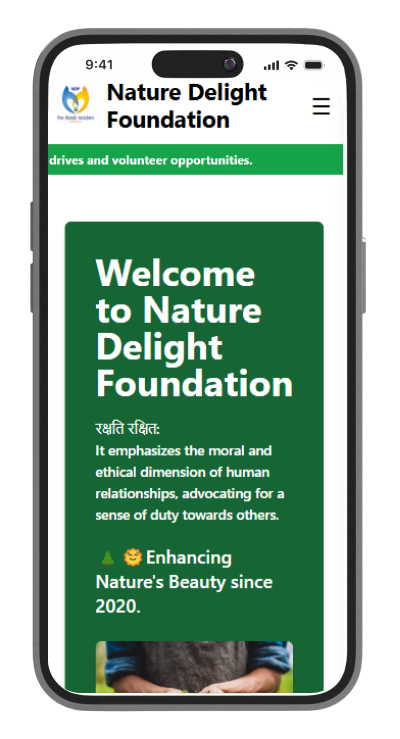 9:41
Nature Delight
Foundation
☰
drives and volunteer opportunities.
Welcome
to Nature
Delight
Foundation
रक्षति रक्षित:
It emphasizes the moral and
ethical dimension of human
relationships, advocating for a
sense of duty towards others.
🌲 🌞 Enhancing
Nature's Beauty since
2020.